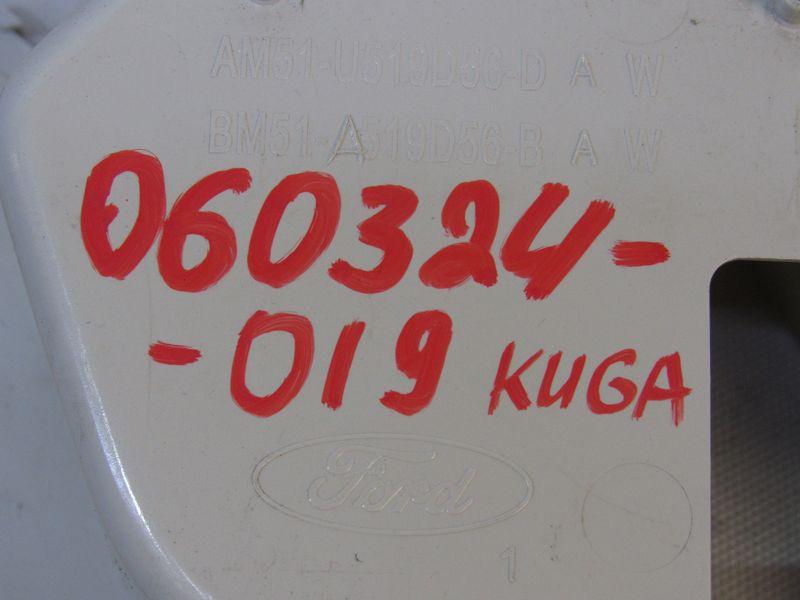 AM51-U519D56-D A W
BM51-A519D56-B A W
060324-
-019 KUGA
Ford
1